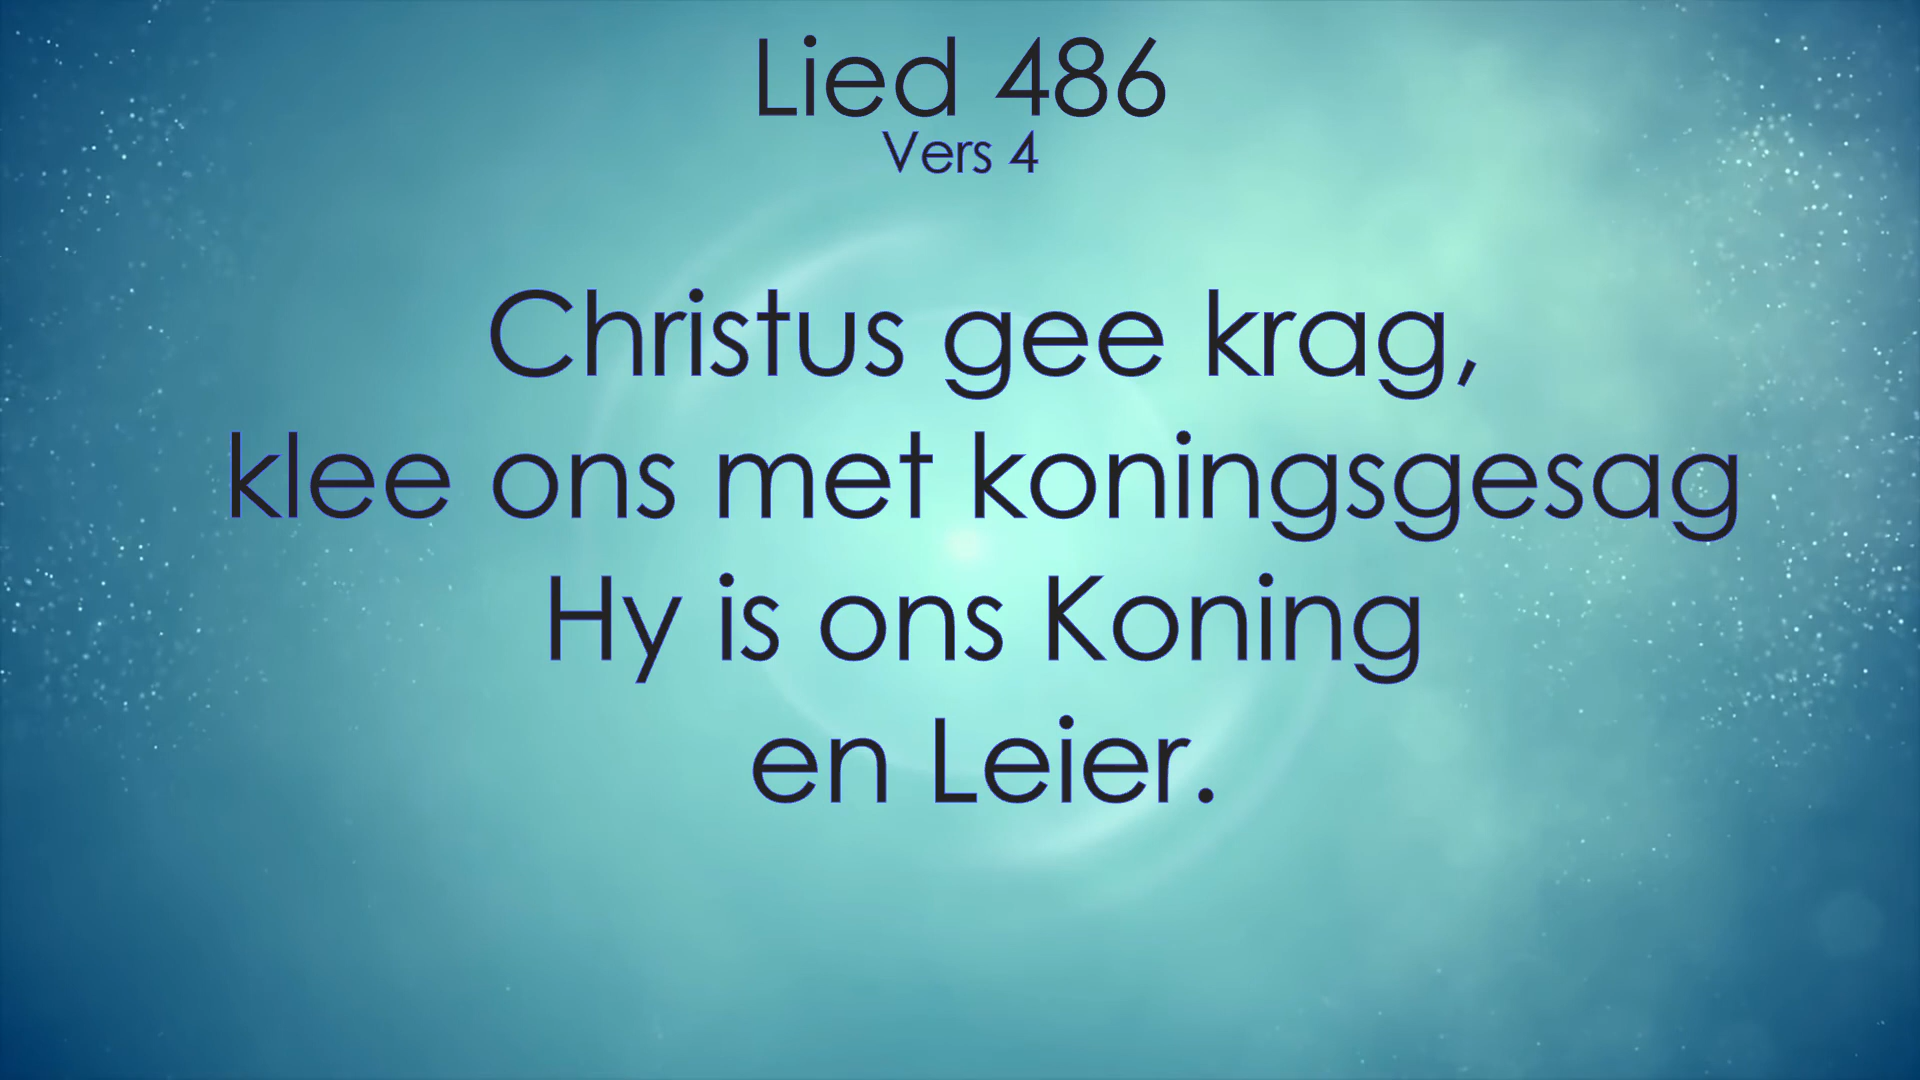 Lied 486
Vers 4
Christus gee krag,
klee ons met koningsgesag
Hy is ons Koning
en Leier.